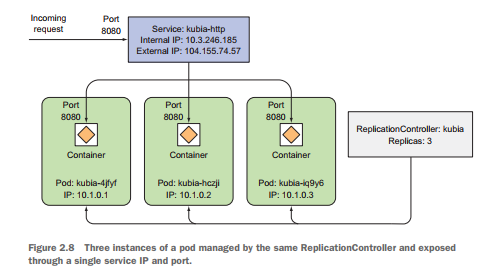 Incoming
request
Port
8080
Service: kubia-http
Internal IP: 10.3.246.185
External IP: 104.155.74.57
Port
8080
Container
Pod: kubia-4jfyf
IP: 10.1.0.1
Port
8080
Container
Pod: kubia-hczji
IP: 10.1.0.2
Port
8080
Container
Pod: kubia-iq9y6
IP: 10.1.0.3
ReplicationController: kubia
Replicas: 3
Figure 2.8 Three instances of a pod managed by the same ReplicationController and exposed
through a single service IP and port.